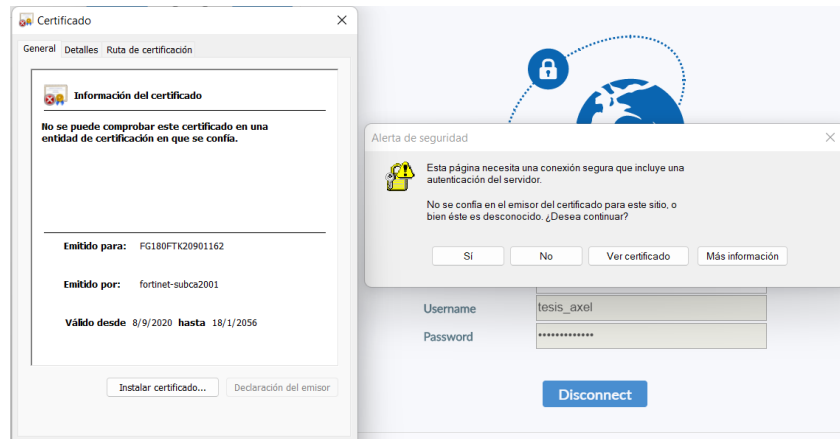 Certificado
General Detalles Ruta de certificación
Información del certificado
No se puede comprobar este certificado en una
entidad de certificación en que se confía.
Emitido para: FG180FTK20901162
Emitido por: fortinet-subca2001
Válido desde 8/9/2020 hasta 18/1/2056
Instalar certificado... Declaración del emisor
Alerta de seguridad
Esta página necesita una conexión segura que incluye una
autenticación del servidor.
No se confía en el emisor del certificado para este sitio, o
bien éste es desconocido. ¿Desea continuar?
Sí No Ver certificado Más información
Username tesis_axel
Password •••••••••••••
Disconnect